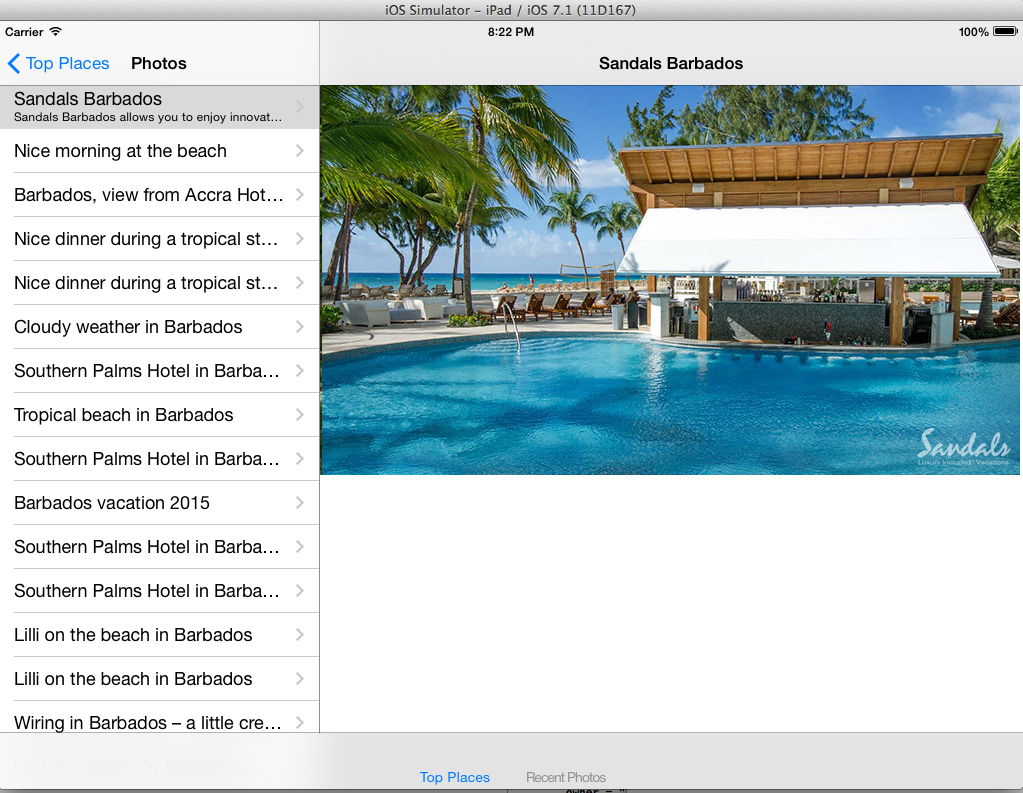 iOS Simulator – iPad / iOS 7.1 (11D167)
Carrier
8:22 PM
100%
Top Places
Photos
Sandals Barbados
Sandals Barbados
Sandals Barbados allows you to enjoy innovat…
Nice morning at the beach
Barbados, view from Accra Hot…
Nice dinner during a tropical st…
Nice dinner during a tropical st…
Cloudy weather in Barbados
Southern Palms Hotel in Barba…
Tropical beach in Barbados
Southern Palms Hotel in Barba…
Barbados vacation 2015
Southern Palms Hotel in Barba…
Southern Palms Hotel in Barba…
Lilli on the beach in Barbados
Lilli on the beach in Barbados
Wiring in Barbados – a little cre…
Cloudy weather in Barbados
Sandals
Luxury Included Vacations
Top Places
Recent Photos